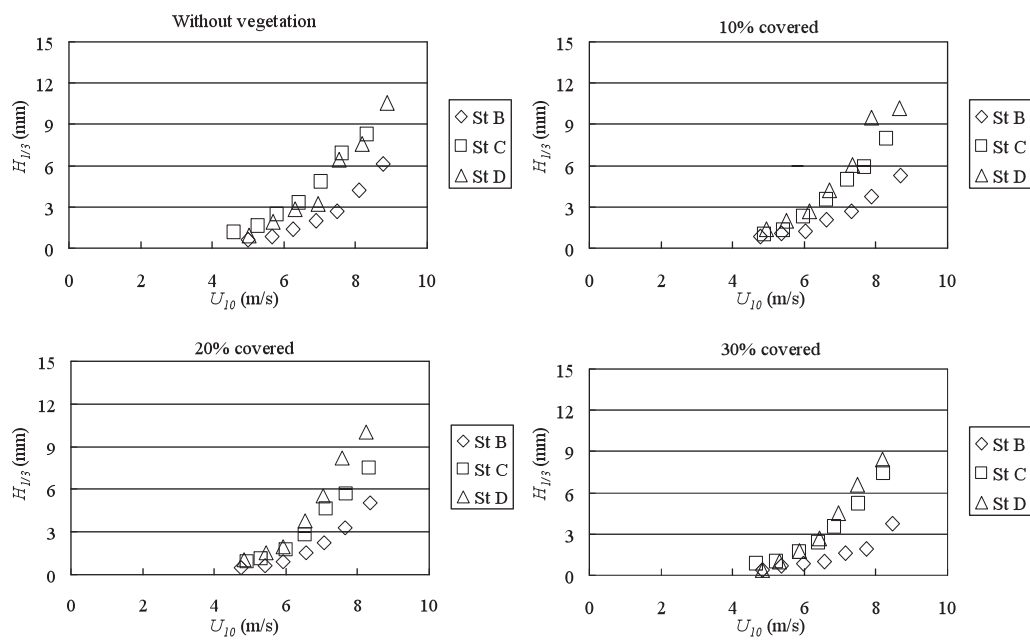 Without vegetation
15
12
9
6
3
0
H1/3 (mm)
0 2 4 6 8 10
U10 (m/s)
St B
St C
St D
10% covered
15
12
9
6
3
0
H1/3 (mm)
0 2 4 6 8 10
U10 (m/s)
St B
St C
St D
20% covered
15
12
9
6
3
0
H1/3 (mm)
0 2 4 6 8 10
U10 (m/s)
St B
St C
St D
30% covered
15
12
9
6
3
0
H1/3 (mm)
0 2 4 6 8 10
U10 (m/s)
St B
St C
St D